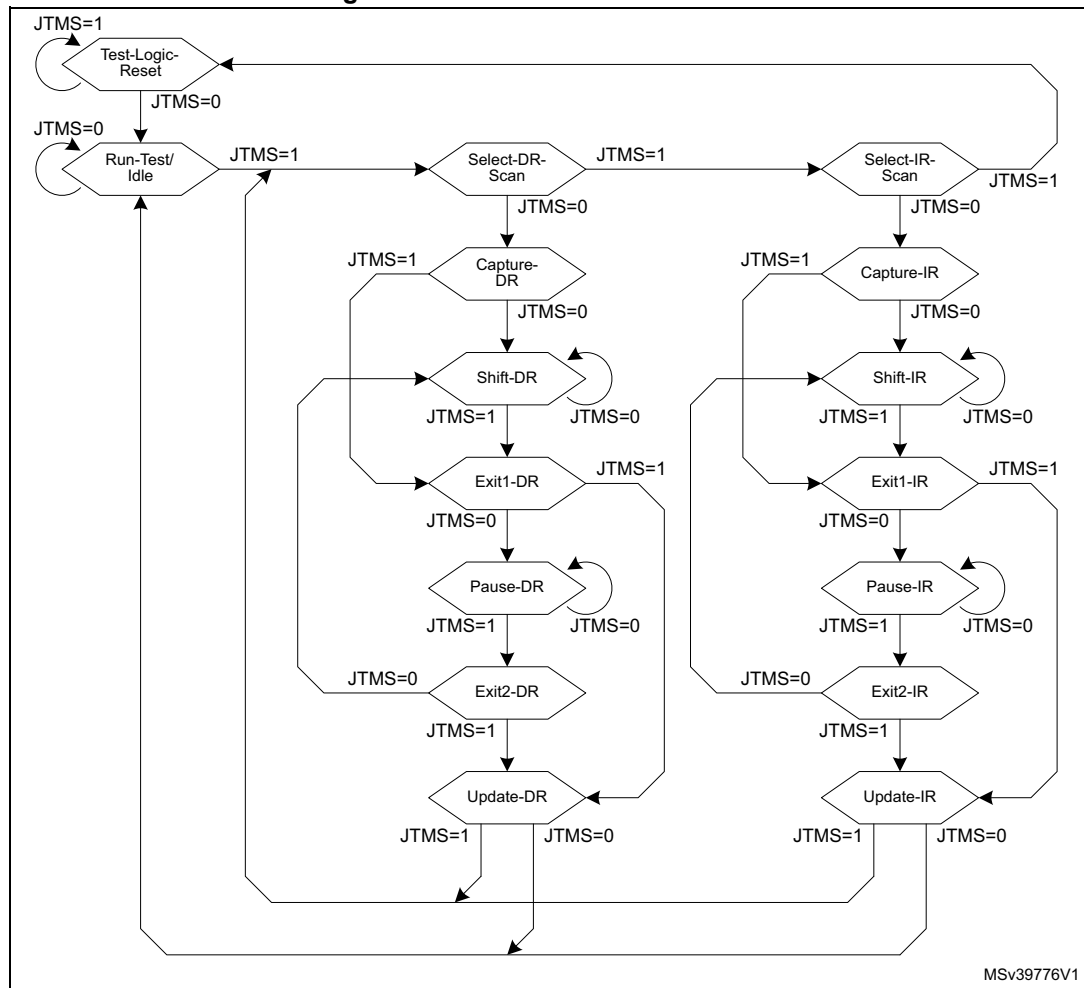 JTMS=1
Test-Logic-
Reset
JTMS=0
JTMS=0
Run-Test/
Idle
JTMS=1
Select-DR-
Scan
JTMS=1
Select-IR-
Scan
JTMS=1
JTMS=0
JTMS=0
JTMS=1
Capture-
DR
JTMS=1
Capture-IR
JTMS=0
JTMS=0
Shift-DR
Shift-IR
JTMS=1
JTMS=0
JTMS=1
JTMS=0
Exit1-DR
JTMS=1
Exit1-IR
JTMS=1
JTMS=0
JTMS=0
Pause-DR
Pause-IR
JTMS=1
JTMS=0
JTMS=1
JTMS=0
JTMS=0
Exit2-DR
JTMS=0
Exit2-IR
JTMS=1
JTMS=1
Update-DR
Update-IR
JTMS=1
JTMS=0
JTMS=1
JTMS=0
MSv39776V1